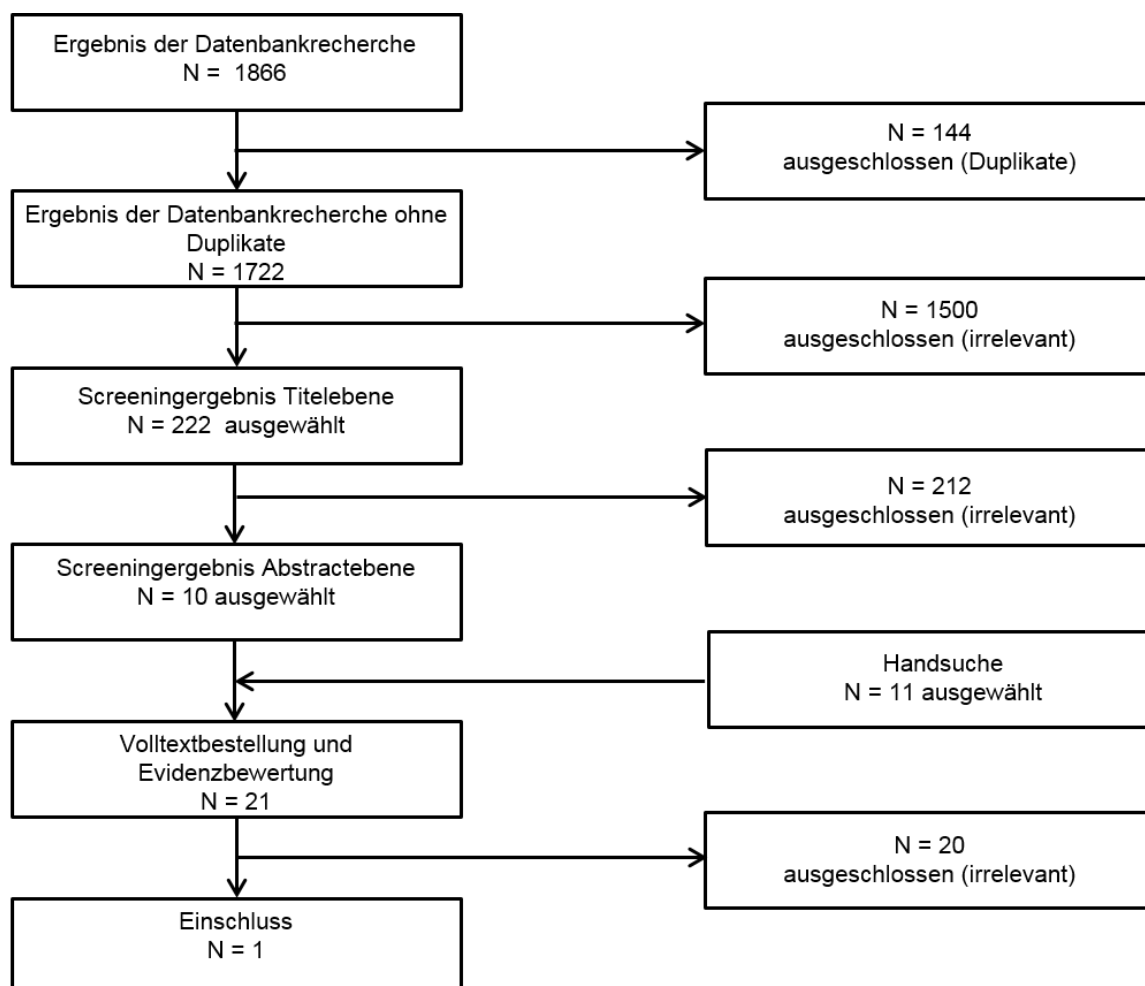 Ergebnis der Datenbankrecherche
N = 1866
N = 144
ausgeschlossen (Duplikate)
Ergebnis der Datenbankrecherche ohne
Duplikate
N = 1722
N = 1500
ausgeschlossen (irrelevant)
Screeningergebnis Titelebene
N = 222 ausgewählt
N = 212
ausgeschlossen (irrelevant)
Screeningergebnis Abstractebene
N = 10 ausgewählt
Handsuche
N = 11 ausgewählt
Volltextbestellung und
Evidenzbewertung
N = 21
N = 20
ausgeschlossen (irrelevant)
Einschluss
N = 1